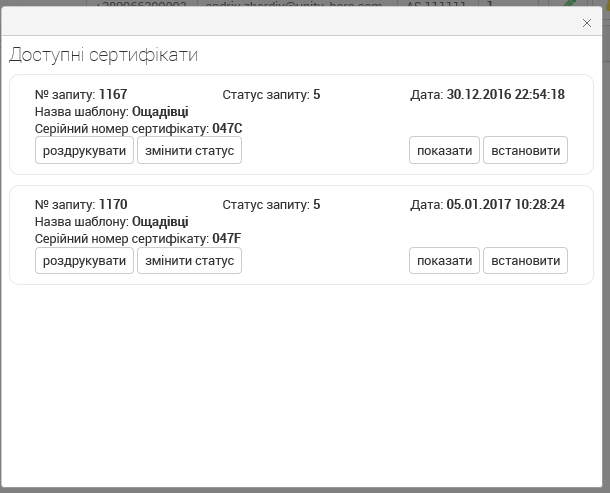 Доступні сертифікати
№ запиту: 1167 Статус запиту: 5 Дата: 30.12.2016 22:54:18
Назва шаблону: Ощадівці
Серійний номер сертифікату: 047C
роздрукувати змінити статус показати встановити
№ запиту: 1170 Статус запиту: 5 Дата: 05.01.2017 10:28:24
Назва шаблону: Ощадівці
Серійний номер сертифікату: 047F
роздрукувати змінити статус показати встановити